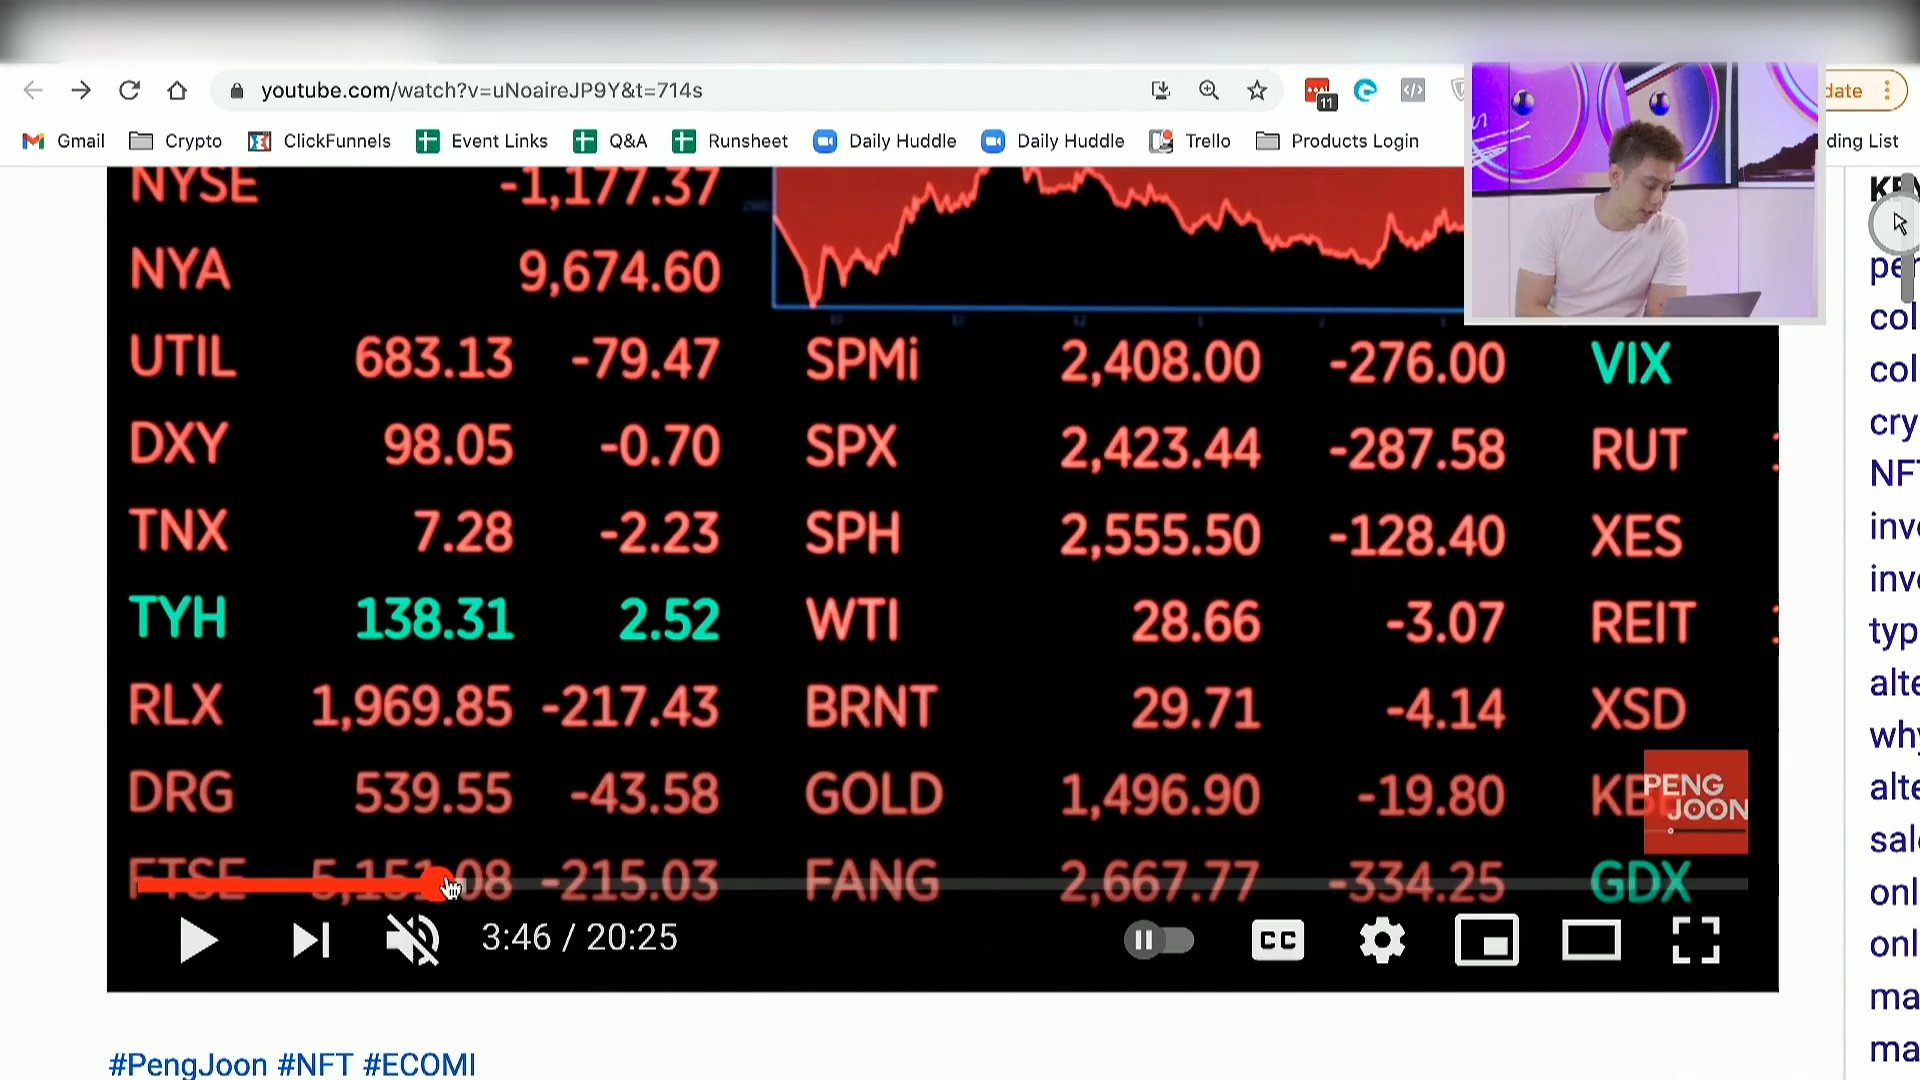 youtube.com/watch?v=uNoaireJP9Y&t=714s
11
Gmail
Crypto
ClickFunnels
Event Links
Q&A
Runsheet
Daily Huddle
Daily Huddle
Trello
Products Login
NYSE -1,177.37
NYA 9,674.60
UTIL 683.13 -79.47 SPMi 2,408.00 -276.00 VIX
DXY 98.05 -0.70 SPX 2,423.44 -287.58 RUT
TNX 7.28 -2.23 SPH 2,555.50 -128.40 XES
TYH 138.31 2.52 WTI 28.66 -3.07 REIT
RLX 1,969.85 -217.43 BRNT 29.71 -4.14 XSD
DRG 539.55 -43.58 GOLD 1,496.90 -19.80
PENG
JOON
FTSE 5,151.08 -215.03 FANG 2,667.77 -334.25 GDX
3:46 / 20:25
CC
#PengJoon #NFT #ECOMI